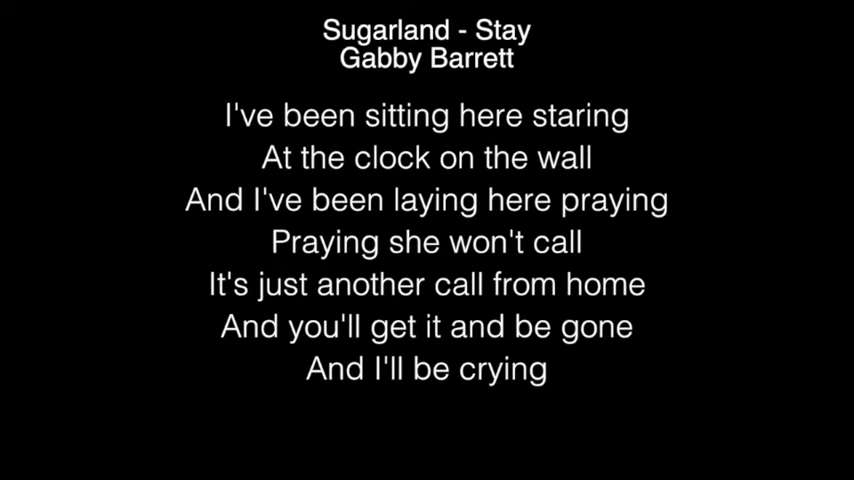 Sugarland - Stay
Gabby Barrett
I've been sitting here staring
At the clock on the wall
And I've been laying here praying
Praying she won't call
It's just another call from home
And you'll get it and be gone
And I'll be crying